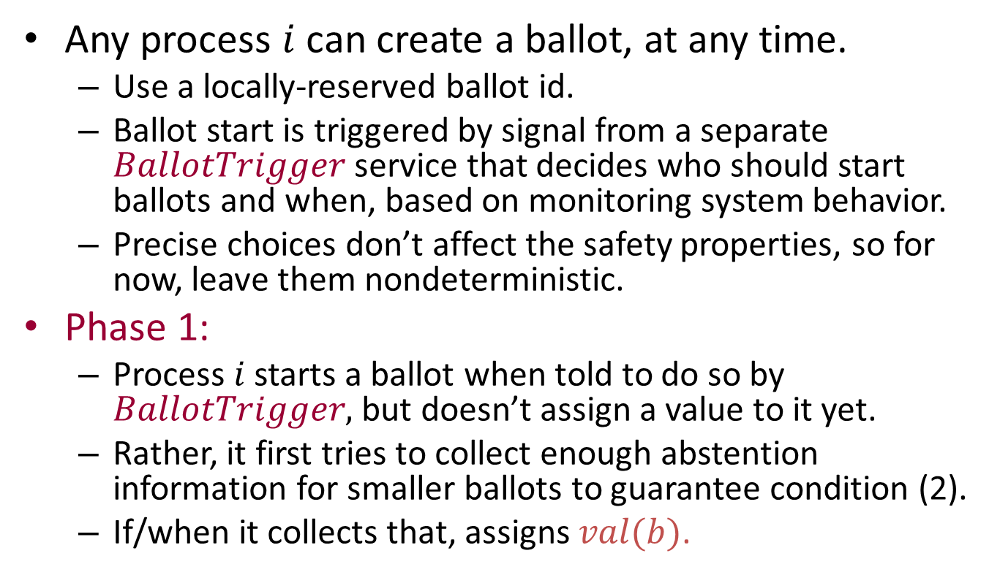 • Any process i can create a ballot, at any time.
– Use a locally-reserved ballot id.
– Ballot start is triggered by signal from a separate
BallotTrigger service that decides who should start
ballots and when, based on monitoring system behavior.
– Precise choices don’t affect the safety properties, so for
now, leave them nondeterministic.
• Phase 1:
– Process i starts a ballot when told to do so by
BallotTrigger, but doesn’t assign a value to it yet.
– Rather, it first tries to collect enough abstention
information for smaller ballots to guarantee condition (2).
– If/when it collects that, assigns val(b).